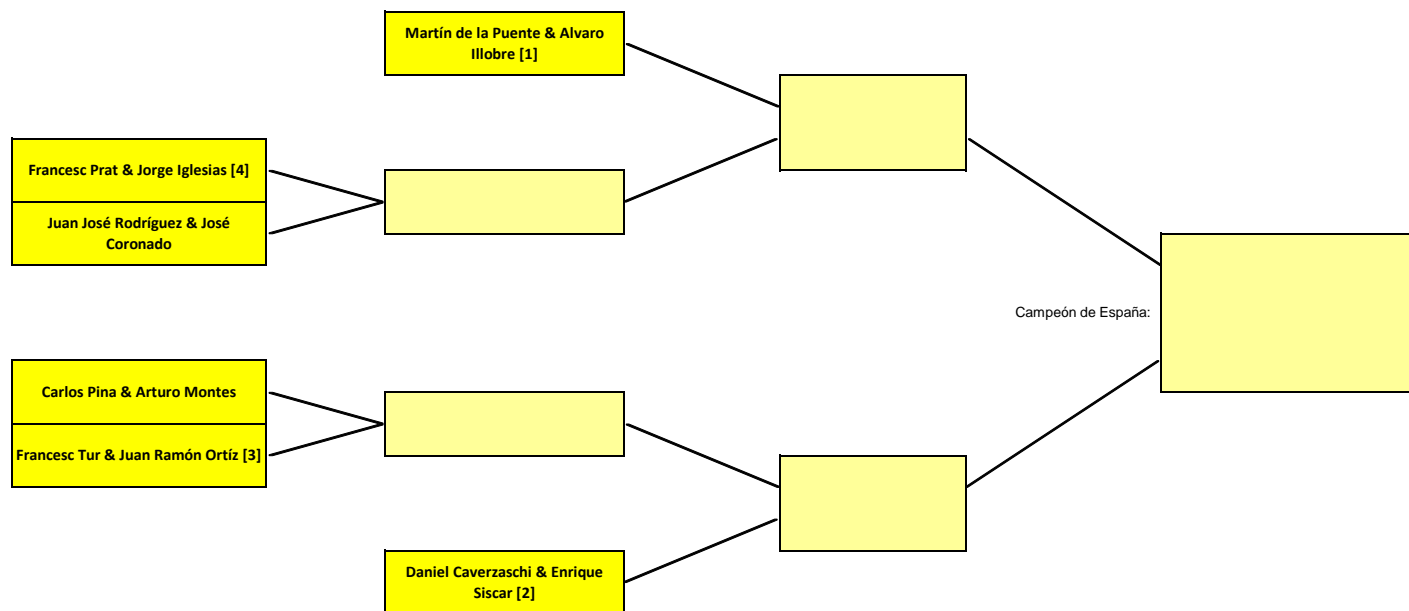 Martín de la Puente & Alvaro
Illobre [1]
Francesc Prat & Jorge Iglesias [4]
Juan José Rodríguez & José
Coronado
Campeón de España:
Carlos Pina & Arturo Montes
Francesc Tur & Juan Ramón Ortíz [3]
Daniel Caverzaschi & Enrique
Siscar [2]